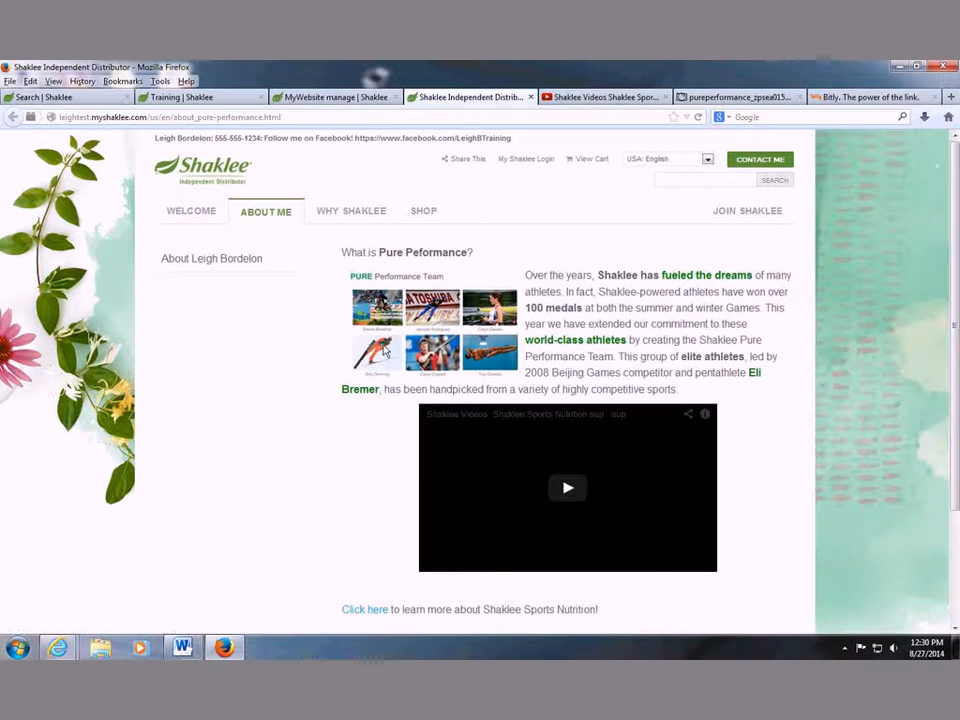 Shaklee Independent Distributor - Mozilla Firefox
File Edit View History Bookmarks Tools Help
Search | Shaklee
Training | Shaklee
MyWebsite manage | Shaklee
Shaklee Independent Distrib...
Shaklee Videos Shaklee Spor...
pureperformance_zpsea015...
Bitly. The power of the link.
leightest.myshaklee.com/us/en/about_pure-performance.html
Google
Leigh Bordelon: 555-555-1234: Follow me on Facebook! https://www.facebook.com/LeighBTraining
Shaklee
Independent Distributor
Share This My Shaklee Login View Cart USA: English CONTACT ME
SEARCH
WELCOME ABOUT ME WHY SHAKLEE SHOP JOIN SHAKLEE
About Leigh Bordelon
What is Pure Peformance?
PURE Performance Team
Over the years, Shaklee has fueled the dreams of many
athletes. In fact, Shaklee-powered athletes have won over
100 medals at both the summer and winter Games. This
year we have extended our commitment to these
world-class athletes by creating the Shaklee Pure
Performance Team. This group of elite athletes, led by
2008 Beijing Games competitor and pentathlete Eli
Bremer, has been handpicked from a variety of highly competitive sports.
Shaklee Videos Shaklee Sports Nutrition sup sup
Click here to learn more about Shaklee Sports Nutrition!
12:30 PM
8/27/2014